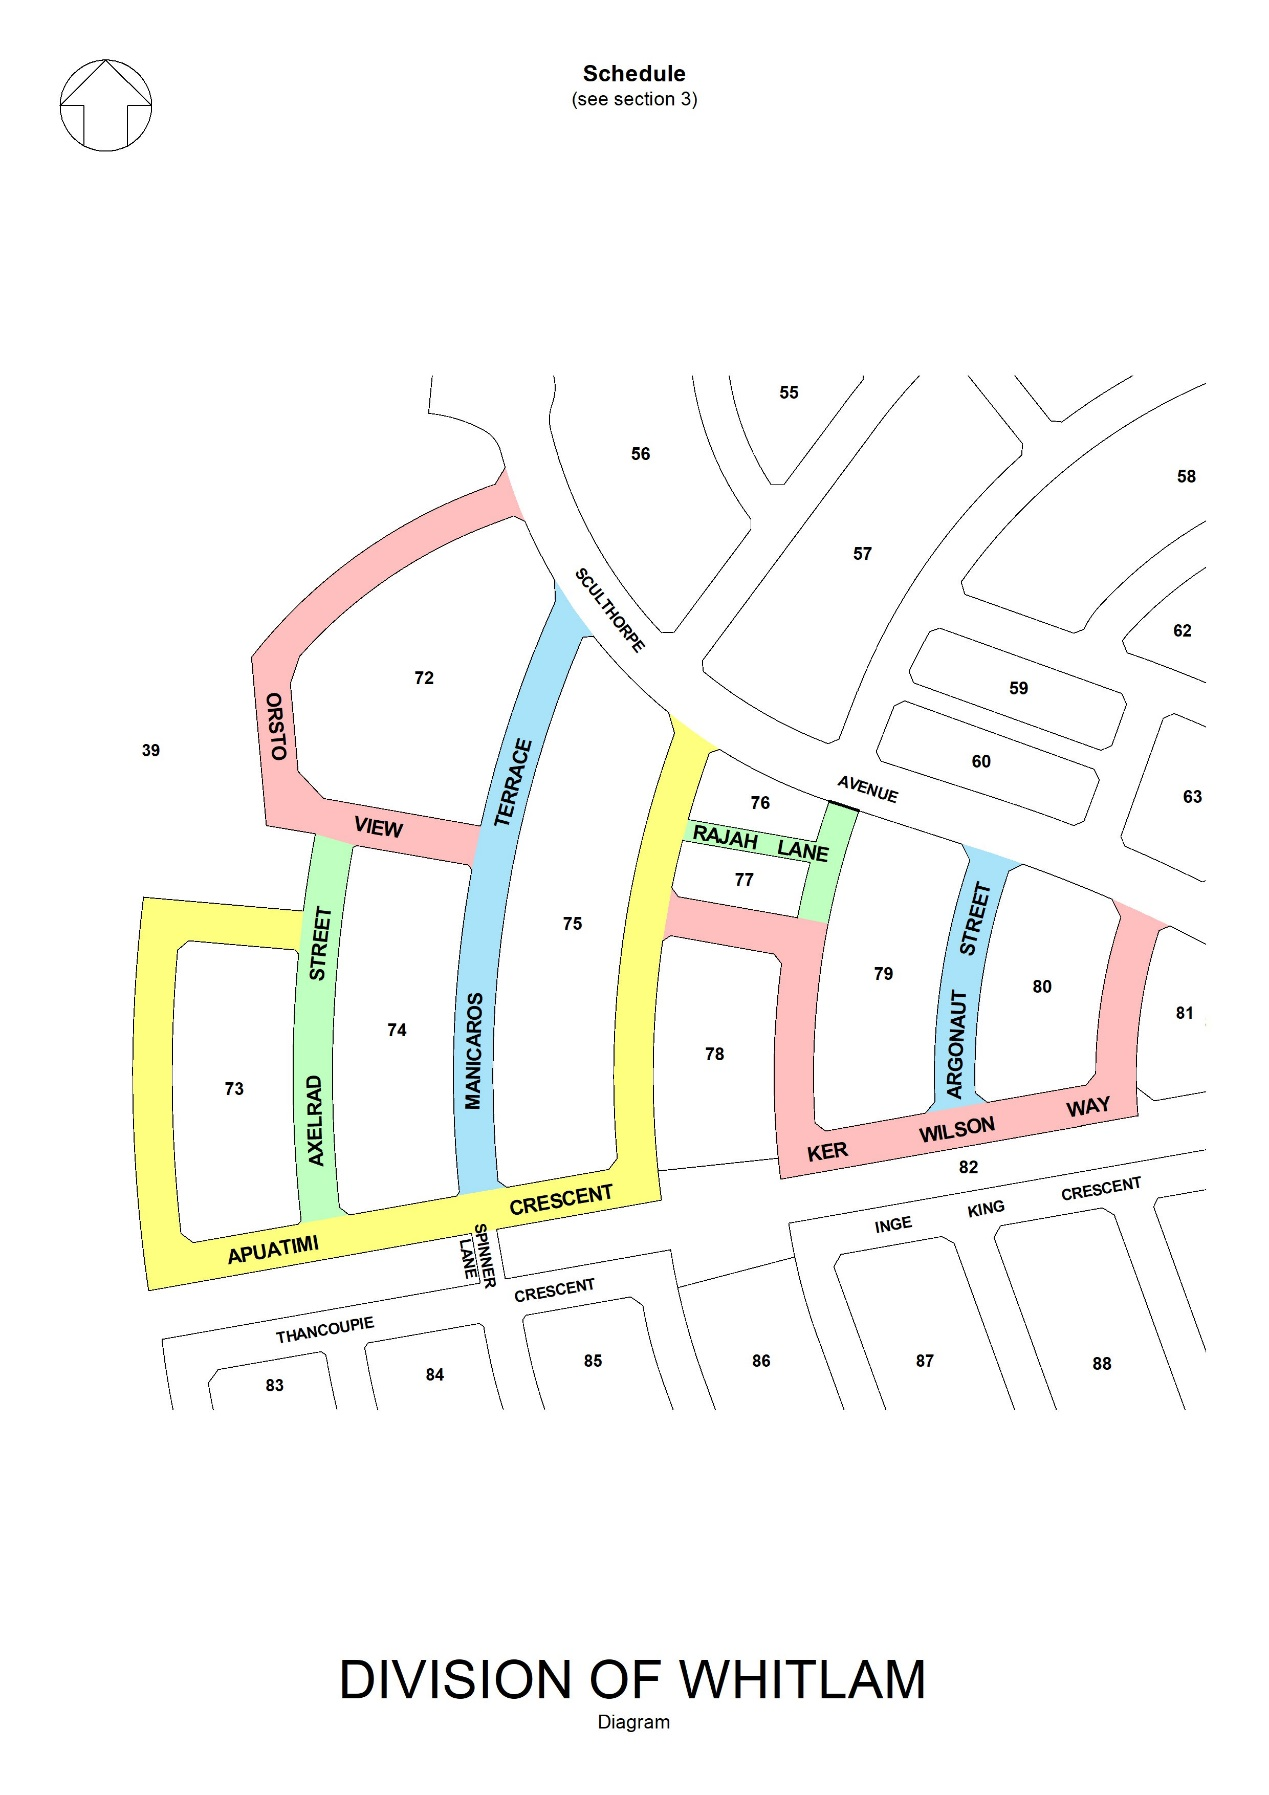 Schedule
(see section 3)
55
56
58
57
SCULTHORPE
62
72
59
ORSTO
39
60
TERRACE
AVENUE
63
76
VIEW
RAJAH LANE
77
STREET
75
STREET
79
80
81
MANICAROS
74
ARGONAUT
78
73
AXELRAD
KER WILSON WAY
82
APUATIMI CRESCENT
INGE KING CRESCENT
SPINNER
LANE
THANCOUPIE CRESCENT
83
84
85
86
87
88
DIVISION OF WHITLAM
Diagram